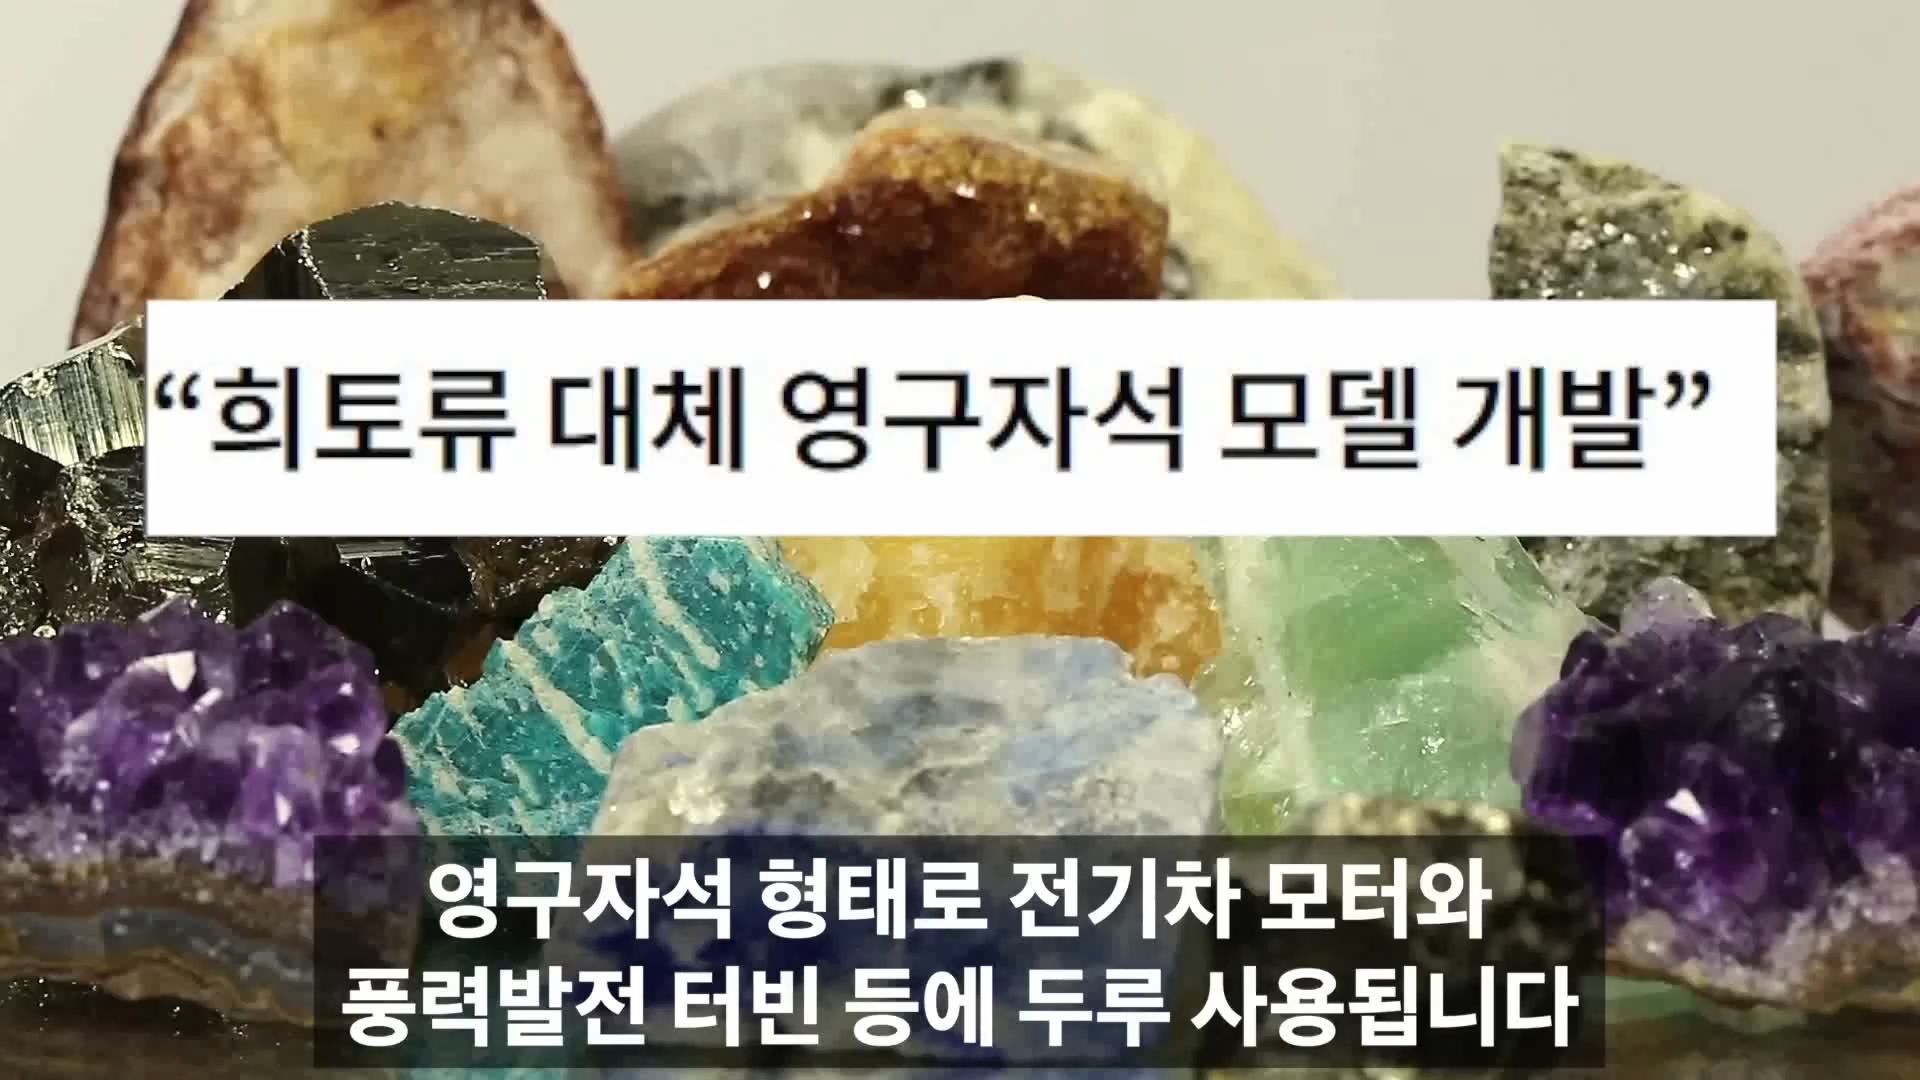 “희토류 대체 영구자석 모델 개발”
영구자석 형태로 전기차 모터와
풍력발전 터빈 등에 두루 사용됩니다